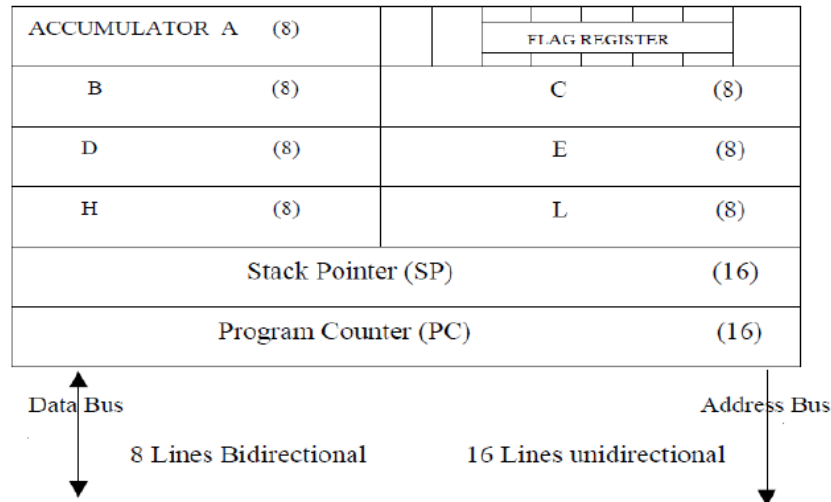 ACCUMULATOR A (8) FLAG REGISTER
B (8) C (8)
D (8) E (8)
H (8) L (8)
Stack Pointer (SP) (16)
Program Counter (PC) (16)
Data Bus Address Bus
8 Lines Bidirectional 16 Lines unidirectional